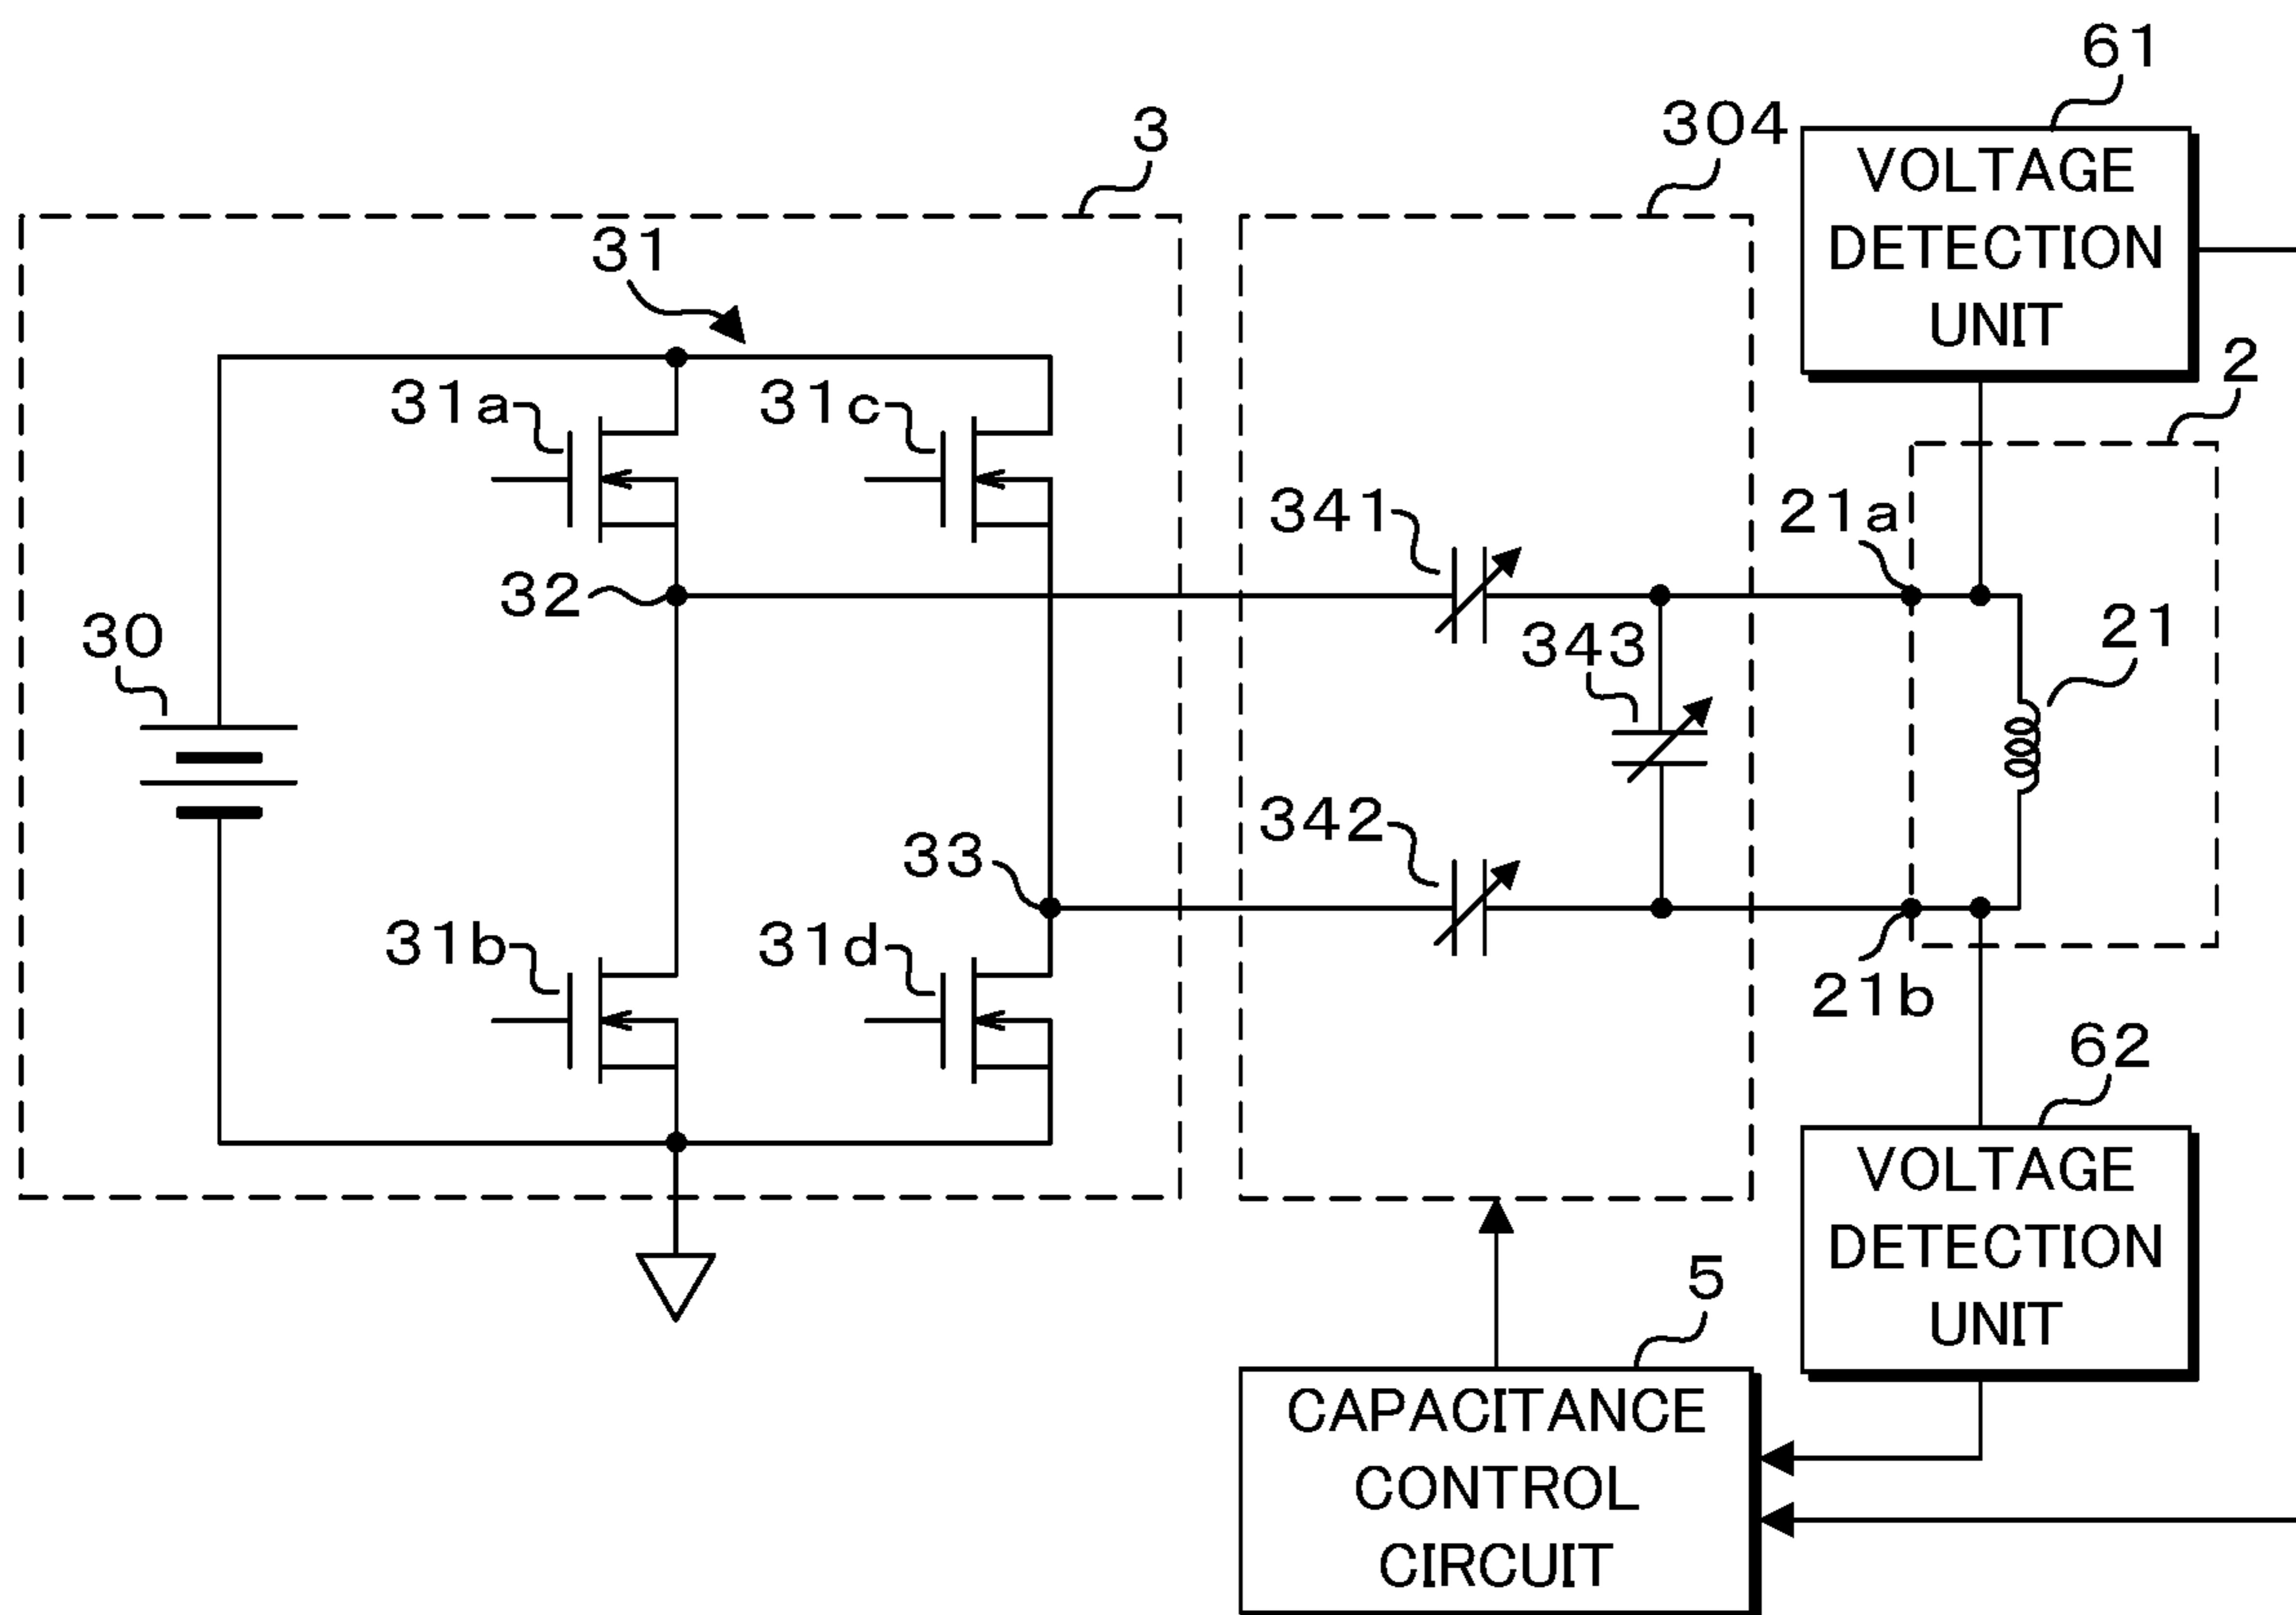 61
3
304
VOLTAGE
DETECTION
UNIT
31
2
31a
31c
341
21a
32
30
343
21
342
33
31b
31d
21b
62
VOLTAGE
DETECTION
UNIT
5
CAPACITANCE
CONTROL
CIRCUIT